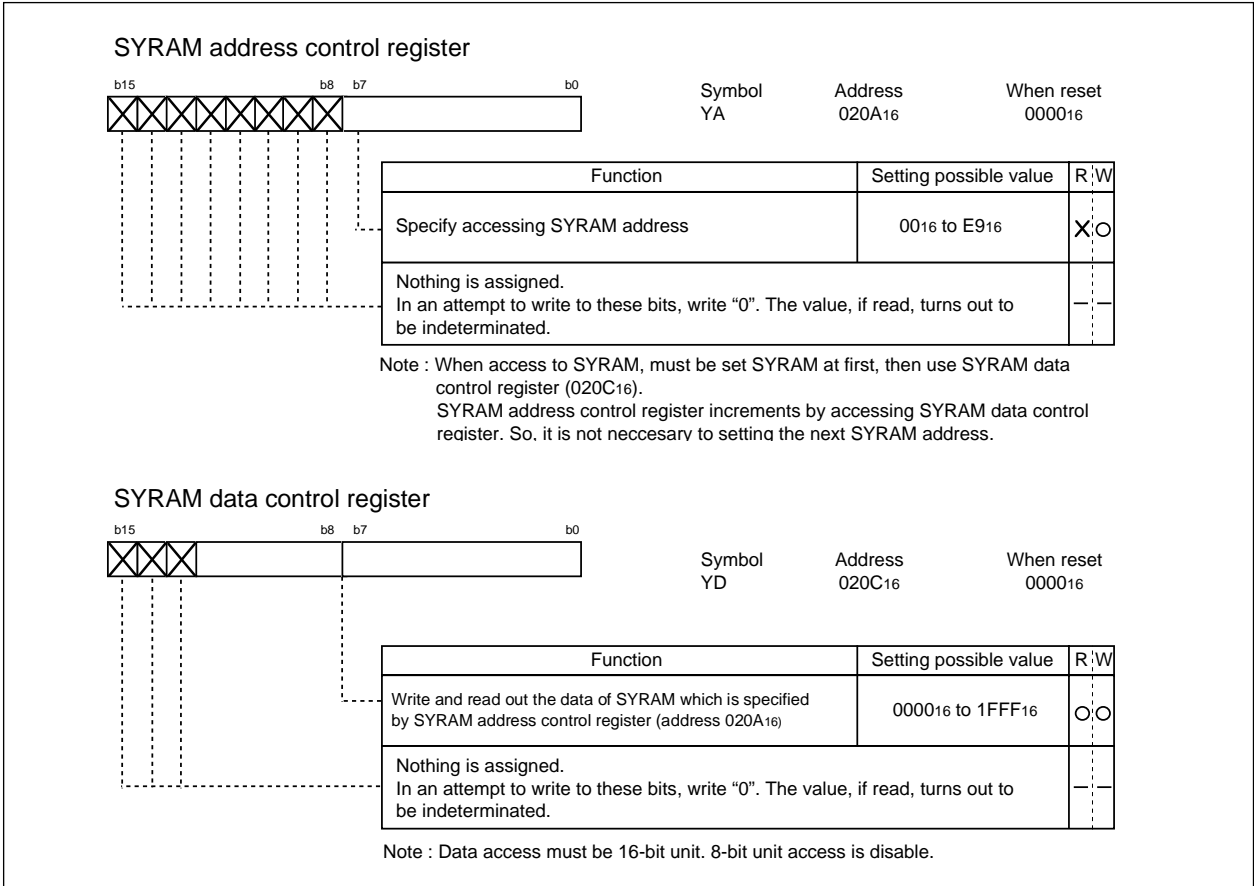 SYRAM address control register
b15 b8 b7 b0
Symbol Address When reset
YA 020A16 000016
Function Setting possible value R W
Specify accessing SYRAM address 0016 to E916
Nothing is assigned.
In an attempt to write to these bits, write “0”. The value, if read, turns out to
be indeterminated.
Note : When access to SYRAM, must be set SYRAM at first, then use SYRAM data
control register (020C16).
SYRAM address control register increments by accessing SYRAM data control
register. So, it is not neccesary to setting the next SYRAM address.
SYRAM data control register
b15 b8 b7 b0
Symbol Address When reset
YD 020C16 000016
Function Setting possible value R W
Write and read out the data of SYRAM which is specified
by SYRAM address control register (address 020A16) 000016 to 1FFF16
Nothing is assigned.
In an attempt to write to these bits, write “0”. The value, if read, turns out to
be indeterminated.
Note : Data access must be 16-bit unit. 8-bit unit access is disable.